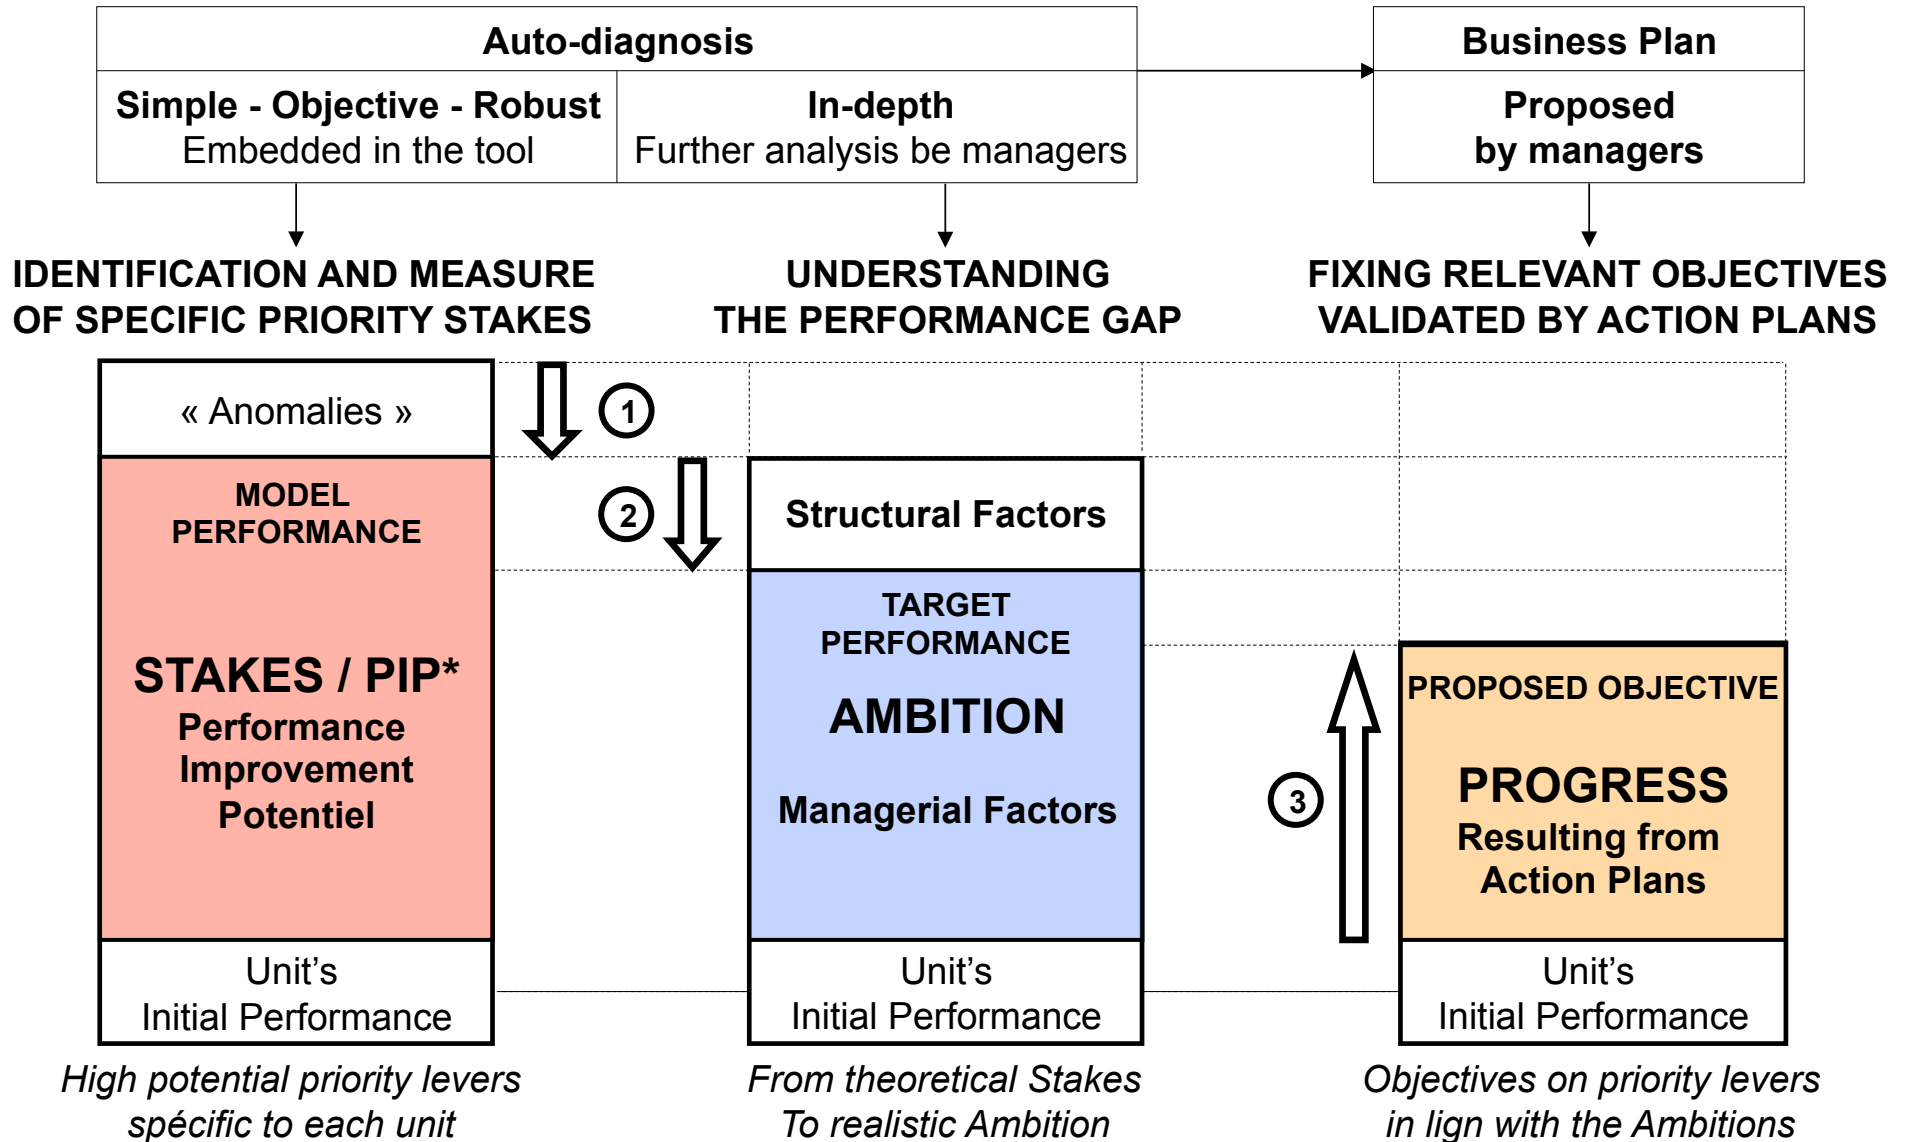 Auto-diagnosis
Business Plan
Simple - Objective - Robust
Embedded in the tool
In-depth
Further analysis be managers
Proposed
by managers
IDENTIFICATION AND MEASURE
OF SPECIFIC PRIORITY STAKES
UNDERSTANDING
THE PERFORMANCE GAP
FIXING RELEVANT OBJECTIVES
VALIDATED BY ACTION PLANS
« Anomalies »
1
MODEL
PERFORMANCE
STAKES / PIP*
Performance
Improvement
Potentiel
Unit's
Initial Performance
2
Structural Factors
TARGET
PERFORMANCE
AMBITION
Managerial Factors
Unit's
Initial Performance
3
PROPOSED OBJECTIVE
PROGRESS
Resulting from
Action Plans
Unit's
Initial Performance
High potential priority levers
spécific to each unit
From theoretical Stakes
To realistic Ambition
Objectives on priority levers
in lign with the Ambitions